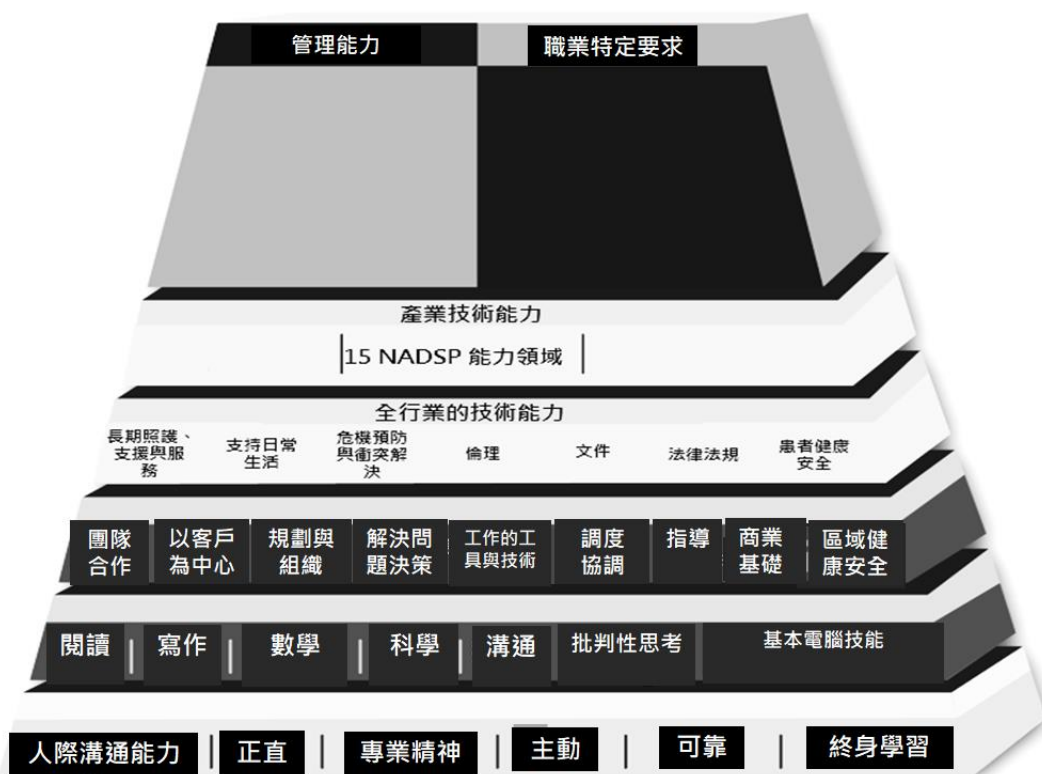 管理能力
職業特定要求
產業技術能力
15 NADSP 能力領域
全行業的技術能力
長期照護、
支援與服
務
支持日常
生活
危機預防
與衝突解
決
倫理
文件
法律法規
患者健康
安全
團隊
合作
以客戶
為中心
規劃與
組織
解決問
題決策
工作的工
具與技術
調度
協調
指導
商業
基礎
區域健
康安全
閱讀
寫作
數學
科學
溝通
批判性思考
基本電腦技能
人際溝通能力
正直
專業精神
主動
可靠
終身學習